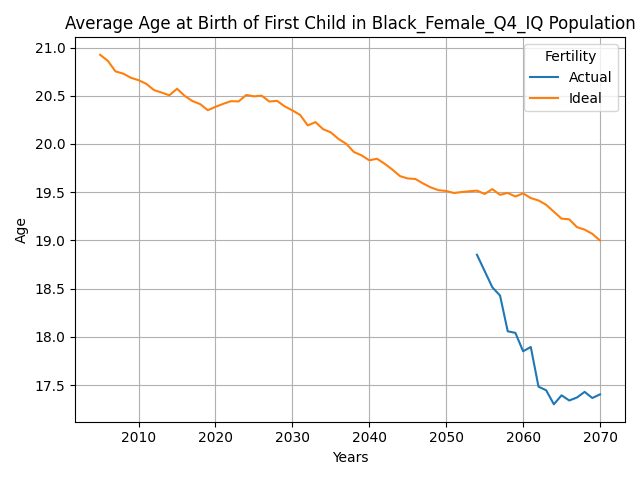 Average Age at Birth of First Child in Black_Female_Q4_IQ Population
Fertility
Actual
Ideal
21.0
20.5
20.0
19.5
19.0
18.5
18.0
17.5
Age
2010 2020 2030 2040 2050 2060 2070
Years